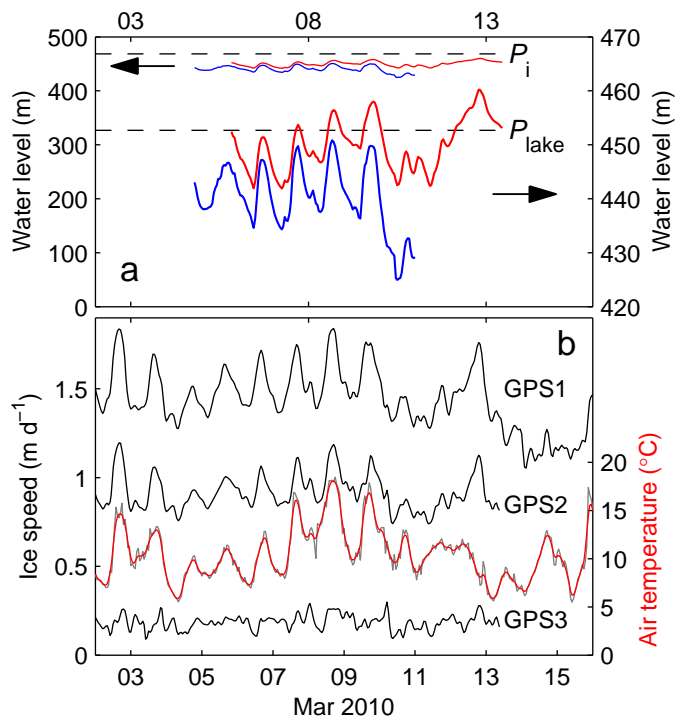 03 08 13
500 470
P_i
400 460
Water level (m) Water level (m)
300 P_lake 450
200 440
100 430
a
0 420
b
1.5 GPS1
Ice speed (m d⁻¹) Air temperature (°C)
1 20
GPS2 15
0.5 10
GPS3 5
0 0
03 05 07 09 11 13 15
Mar 2010